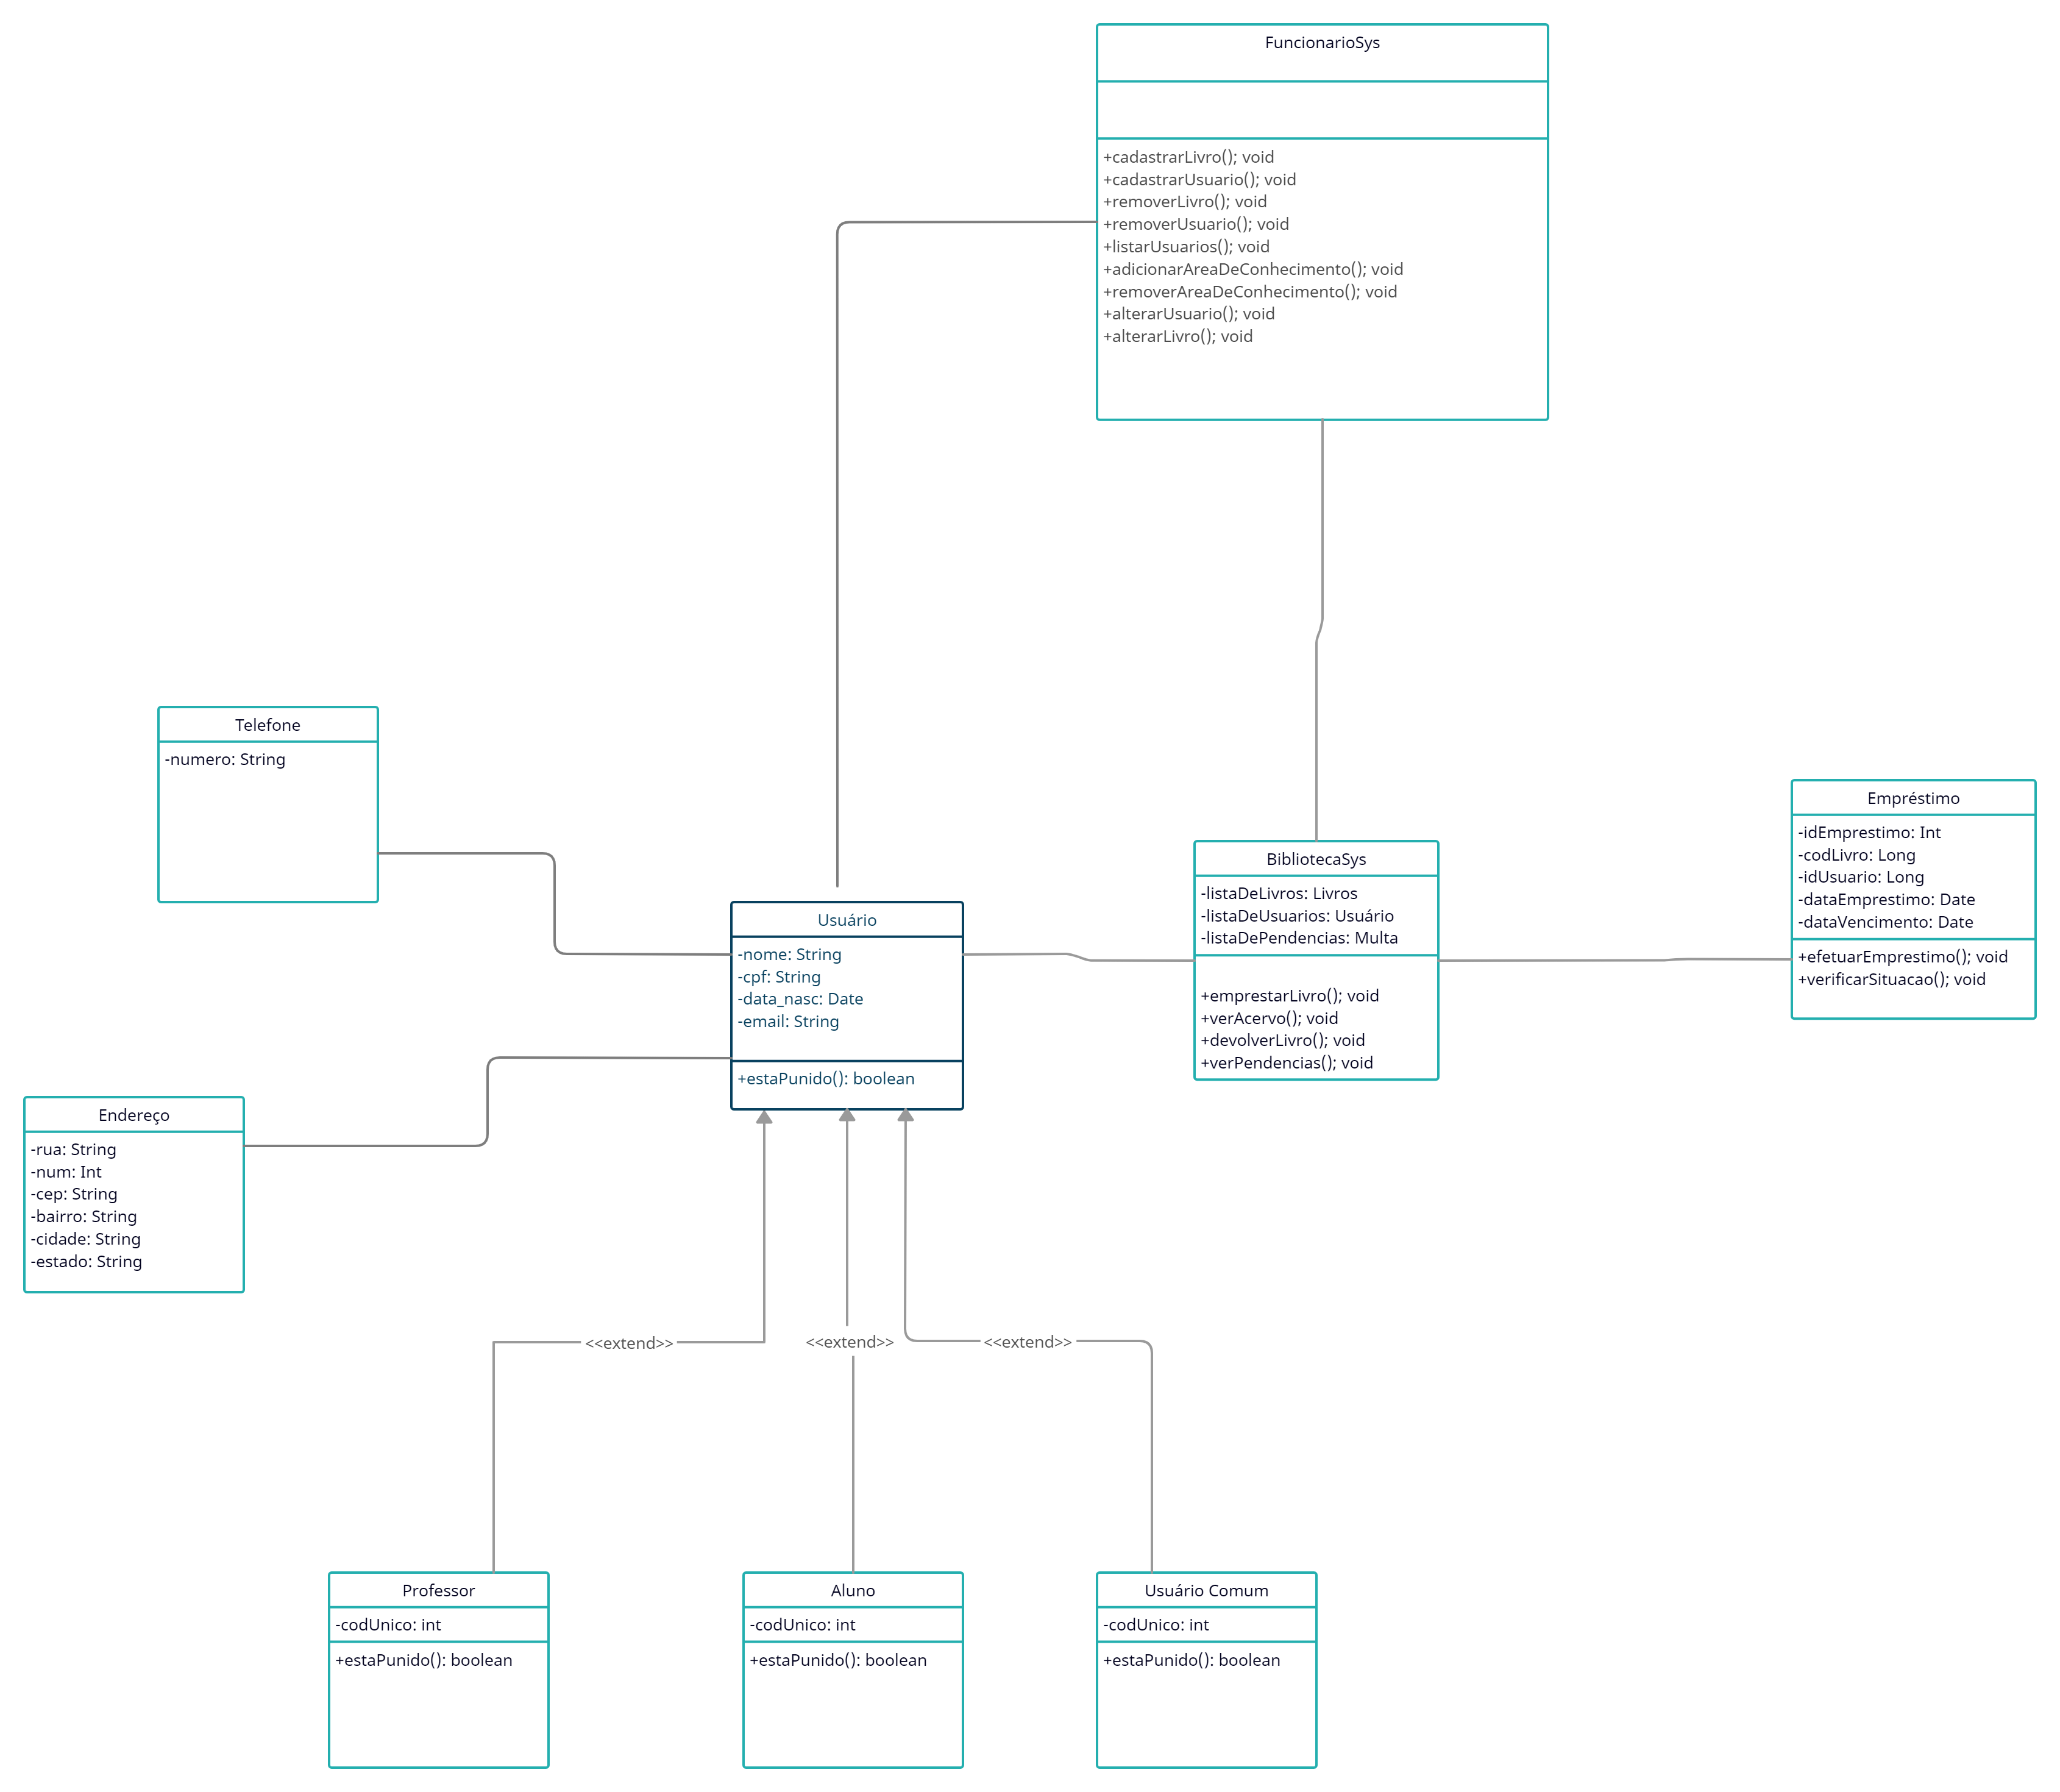 FuncionarioSys
+cadastrarLivro(); void
+cadastrarUsuario(); void
+removerLivro(); void
+removerUsuario(); void
+listarUsuarios(); void
+adicionarAreaDeConhecimento(); void
+removerAreaDeConhecimento(); void
+alterarUsuario(); void
+alterarLivro(); void
Telefone
-numero: String
Empréstimo
-idEmprestimo: Int
-codLivro: Long
-idUsuario: Long
-dataEmprestimo: Date
-dataVencimento: Date
+efetuarEmprestimo(); void
+verificarSituacao(); void
BibliotecaSys
-listaDeLivros: Livros
-listaDeUsuarios: Usuário
-listaDePendencias: Multa
+emprestarLivro(); void
+verAcervo(); void
+devolverLivro(); void
+verPendencias(); void
Usuário
-nome: String
-cpf: String
-data_nasc: Date
-email: String
+estaPunido(): boolean
Endereço
-rua: String
-num: Int
-cep: String
-bairro: String
-cidade: String
-estado: String
<<extend>>
<<extend>>
<<extend>>
Professor
-codUnico: int
+estaPunido(): boolean
Aluno
-codUnico: int
+estaPunido(): boolean
Usuário Comum
-codUnico: int
+estaPunido(): boolean